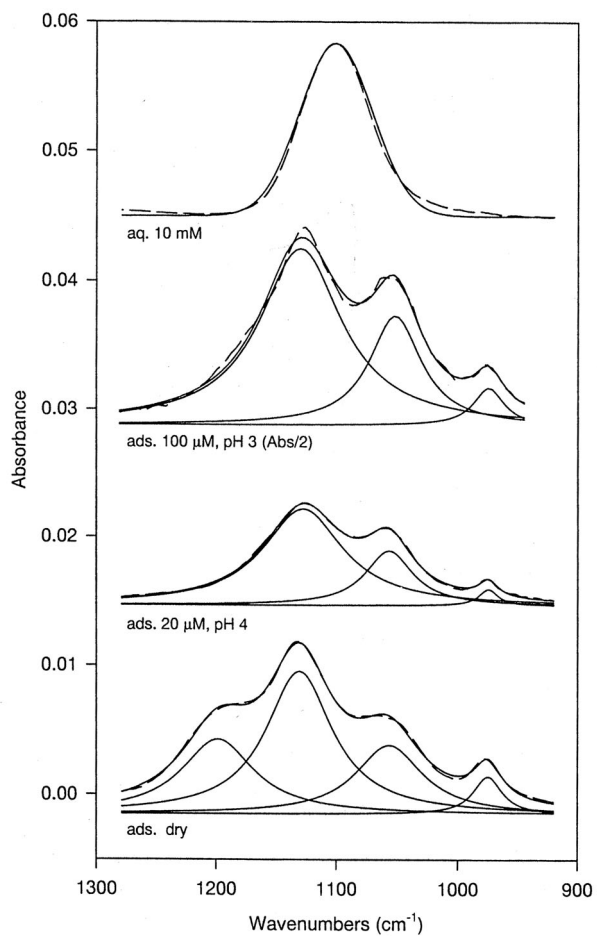 0.06
0.05
aq. 10 mM
0.04
0.03
ads. 100 μM, pH 3 (Abs/2)
Absorbance
0.02
ads. 20 μM, pH 4
0.01
0.00
ads. dry
1300 1200 1100 1000 900
Wavenumbers (cm⁻¹)